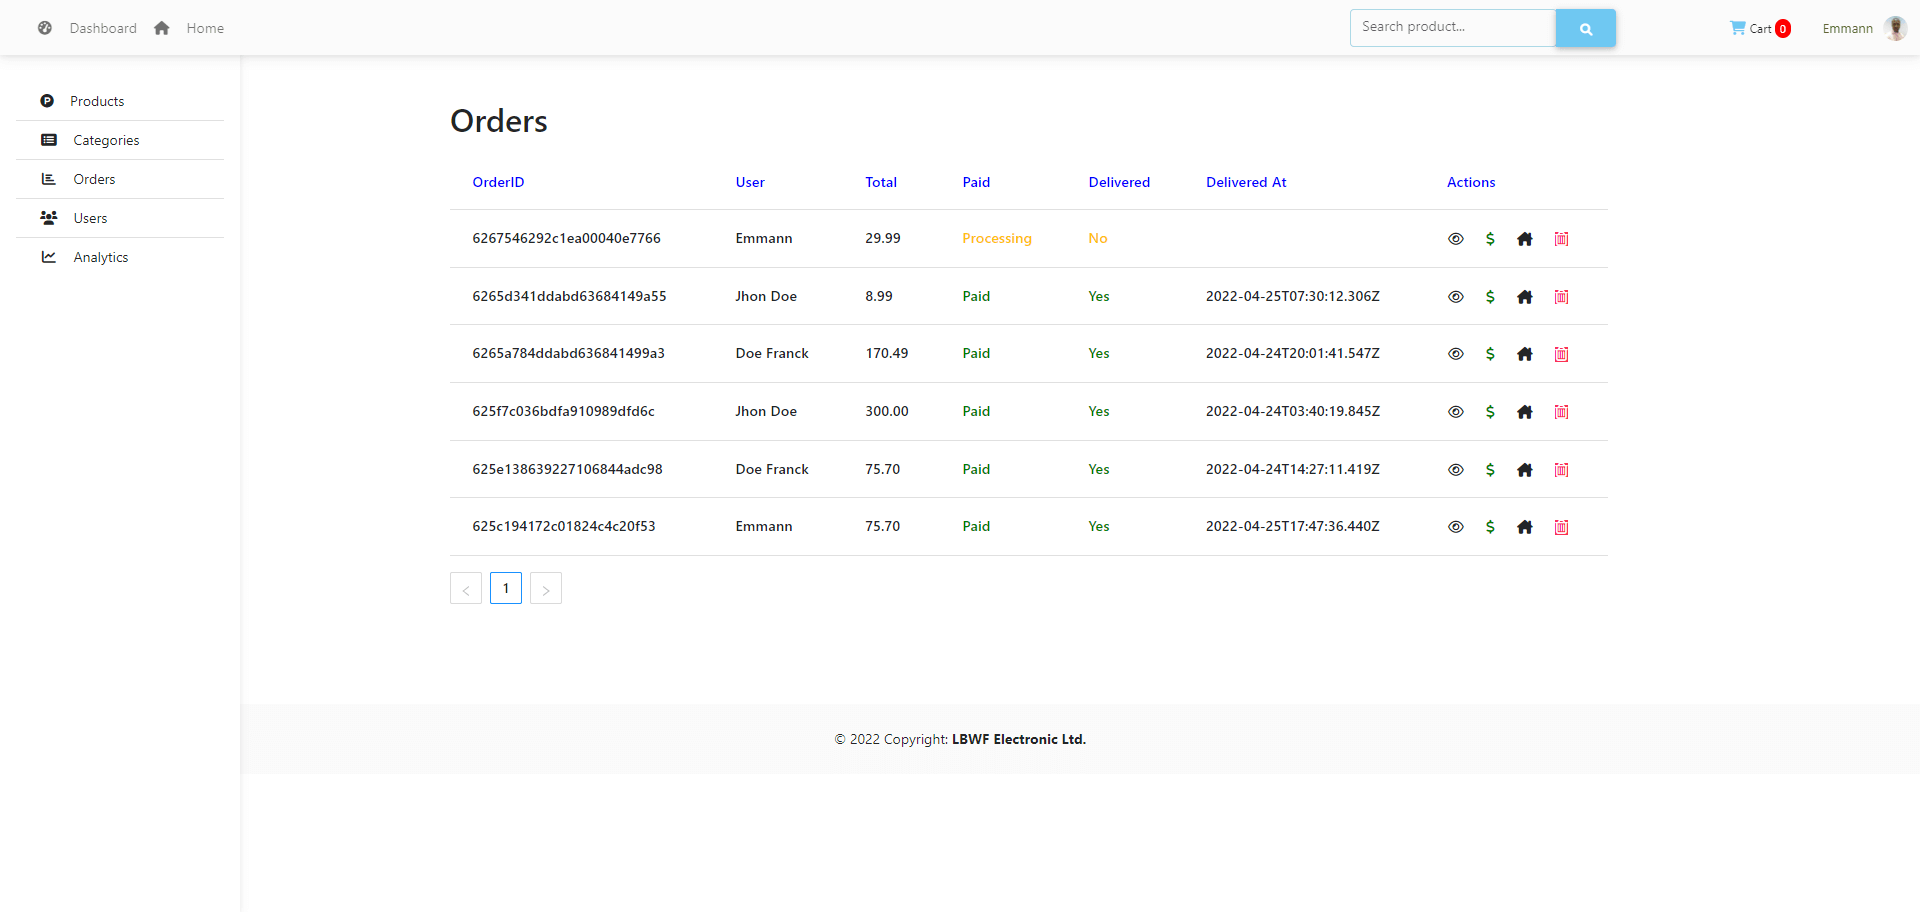 Dashboard Home Search product... Cart 0 Emmann
Products
Categories
Orders
Users
Analytics
Orders
OrderID User Total Paid Delivered Delivered At Actions
6267546292c1ea00040e7766 Emmann 29.99 Processing No
6265d341ddabd63684149a55 Jhon Doe 8.99 Paid Yes 2022-04-25T07:30:12.306Z
6265a784ddabd636841499a3 Doe Franck 170.49 Paid Yes 2022-04-24T20:01:41.547Z
625f7c036bdfa910989dfd6c Jhon Doe 300.00 Paid Yes 2022-04-24T03:40:19.845Z
625e138639227106844adc98 Doe Franck 75.70 Paid Yes 2022-04-24T14:27:11.419Z
625c194172c01824c4c20f53 Emmann 75.70 Paid Yes 2022-04-25T17:47:36.440Z
< 1 >
© 2022 Copyright: LBWF Electronic Ltd.